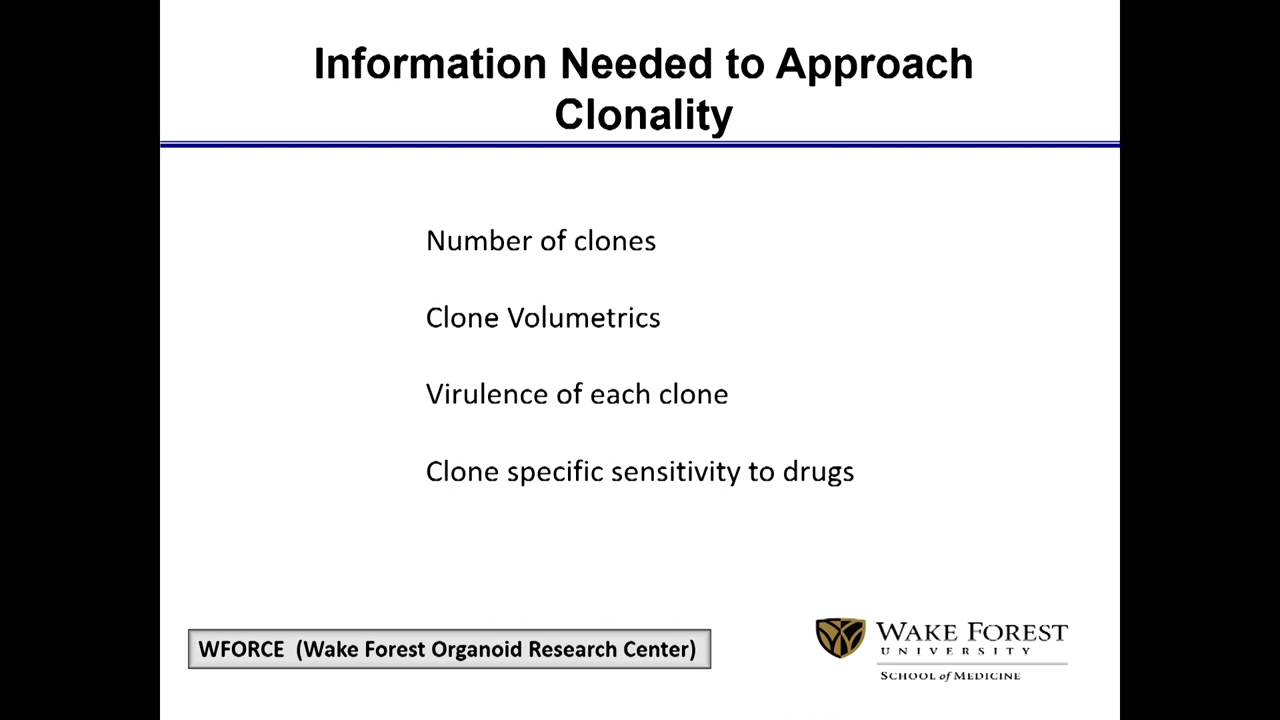 Information Needed to Approach
Clonality
Number of clones
Clone Volumetrics
Virulence of each clone
Clone specific sensitivity to drugs
WFORCE (Wake Forest Organoid Research Center)
WAKE FOREST
UNIVERSITY
SCHOOL of MEDICINE